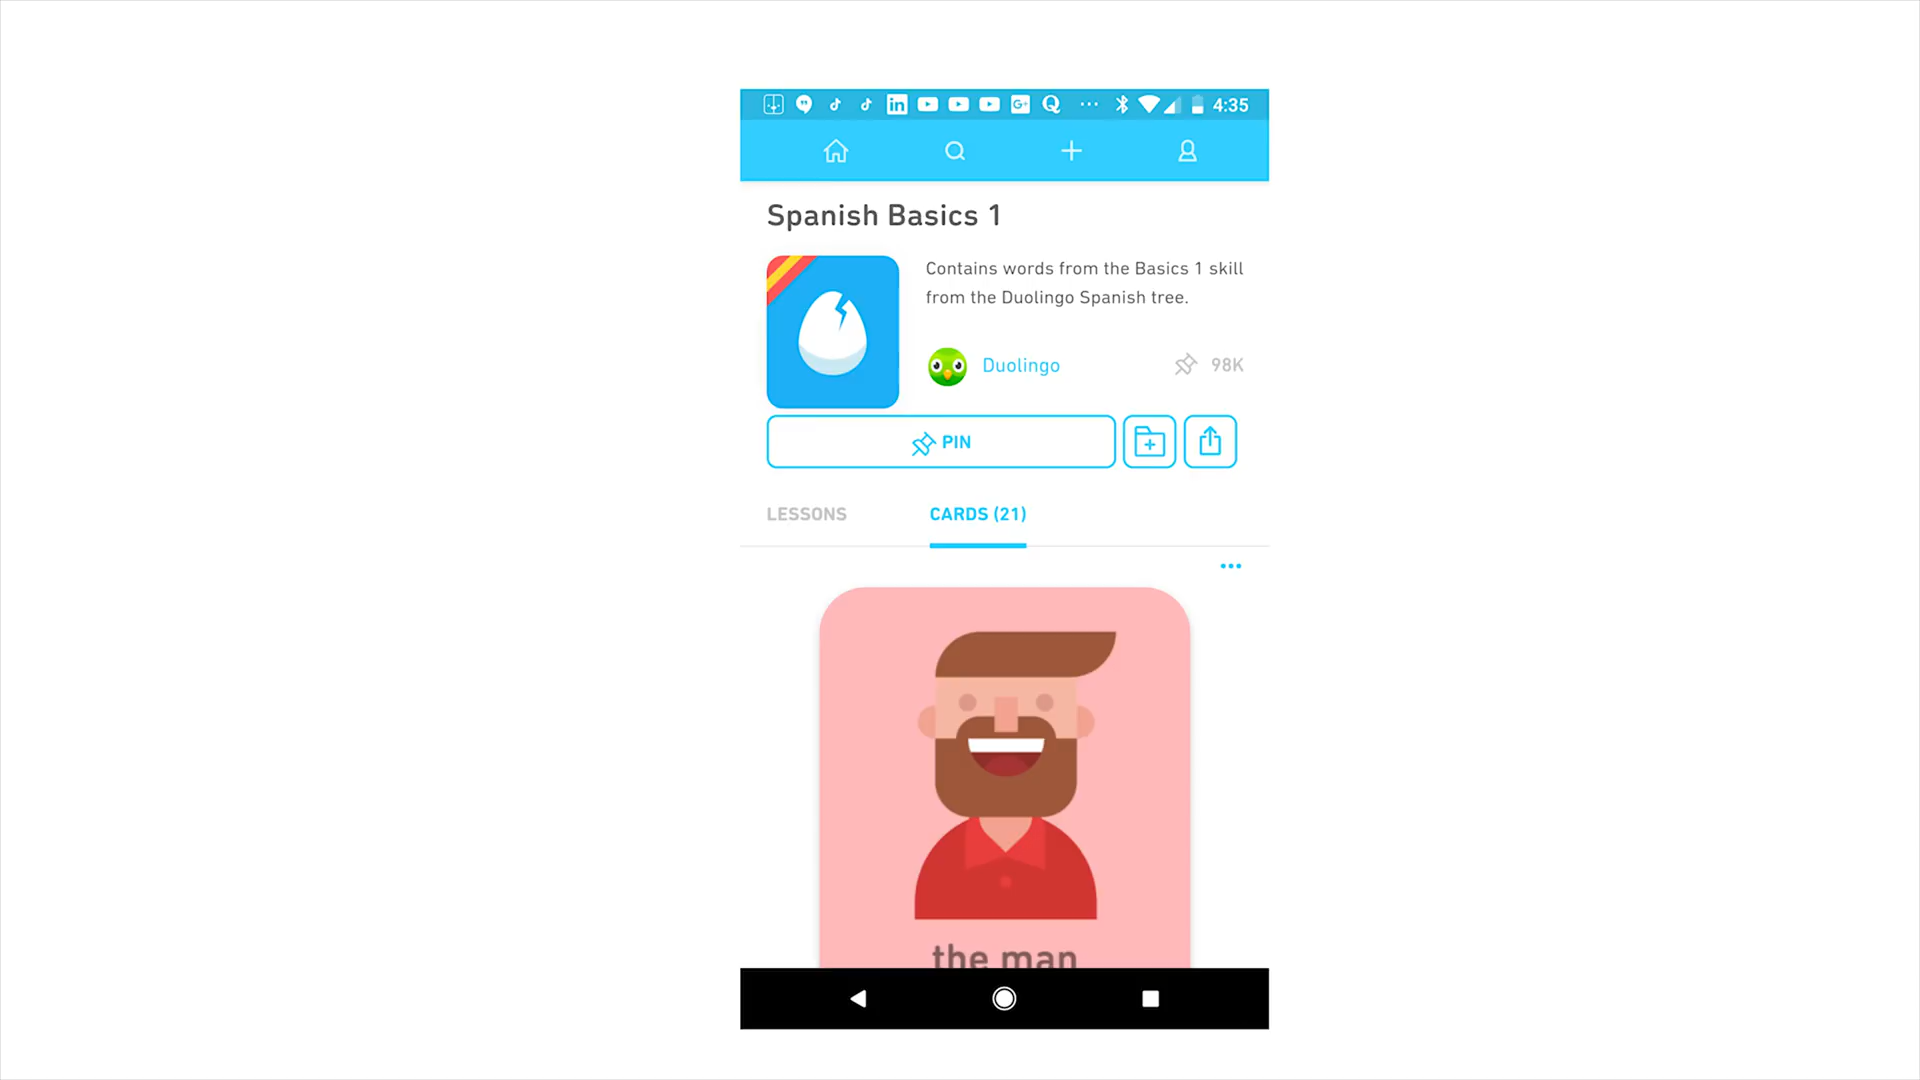 4:35
Spanish Basics 1
Contains words from the Basics 1 skill
from the Duolingo Spanish tree.
Duolingo
98K
PIN
LESSONS
CARDS (21)
the man